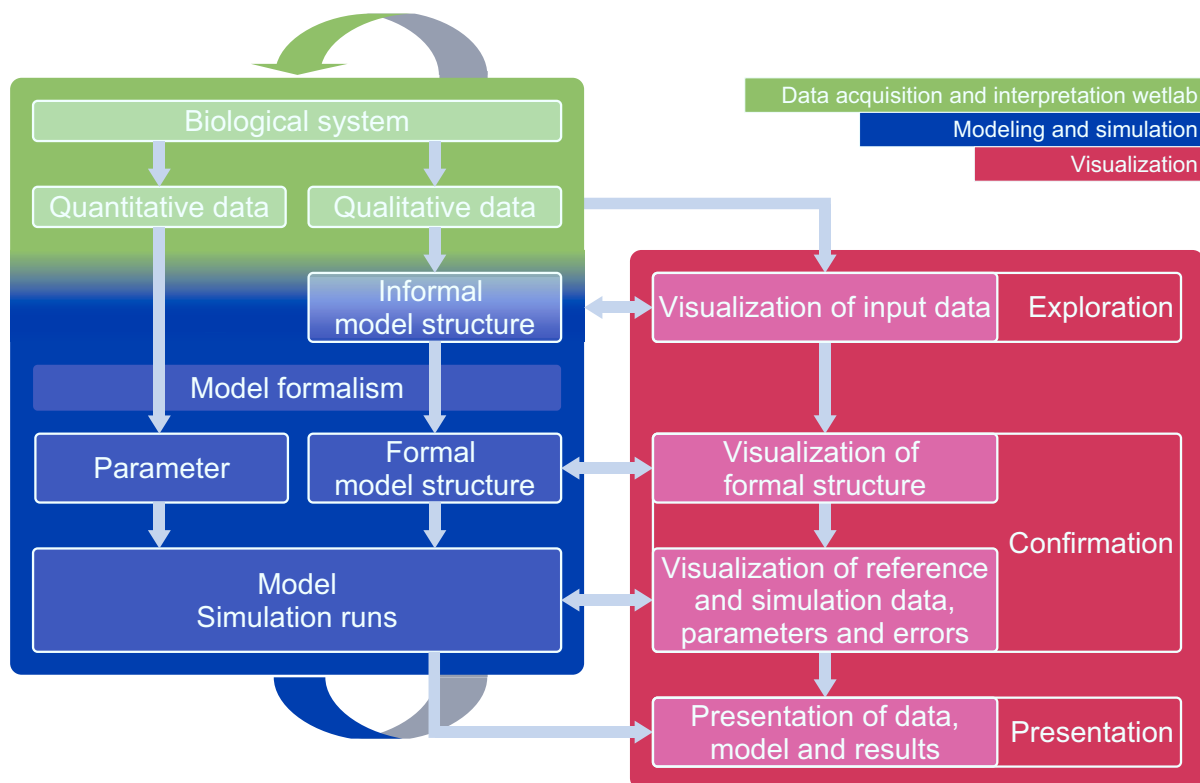 Data acquisition and interpretation wetlab
Modeling and simulation
Visualization
Biological system
Quantitative data
Qualitative data
Informal
model structure
Model formalism
Parameter
Formal
model structure
Model
Simulation runs
Visualization of input data
Exploration
Visualization of
formal structure
Confirmation
Visualization of reference
and simulation data,
parameters and errors
Presentation of data,
model and results
Presentation